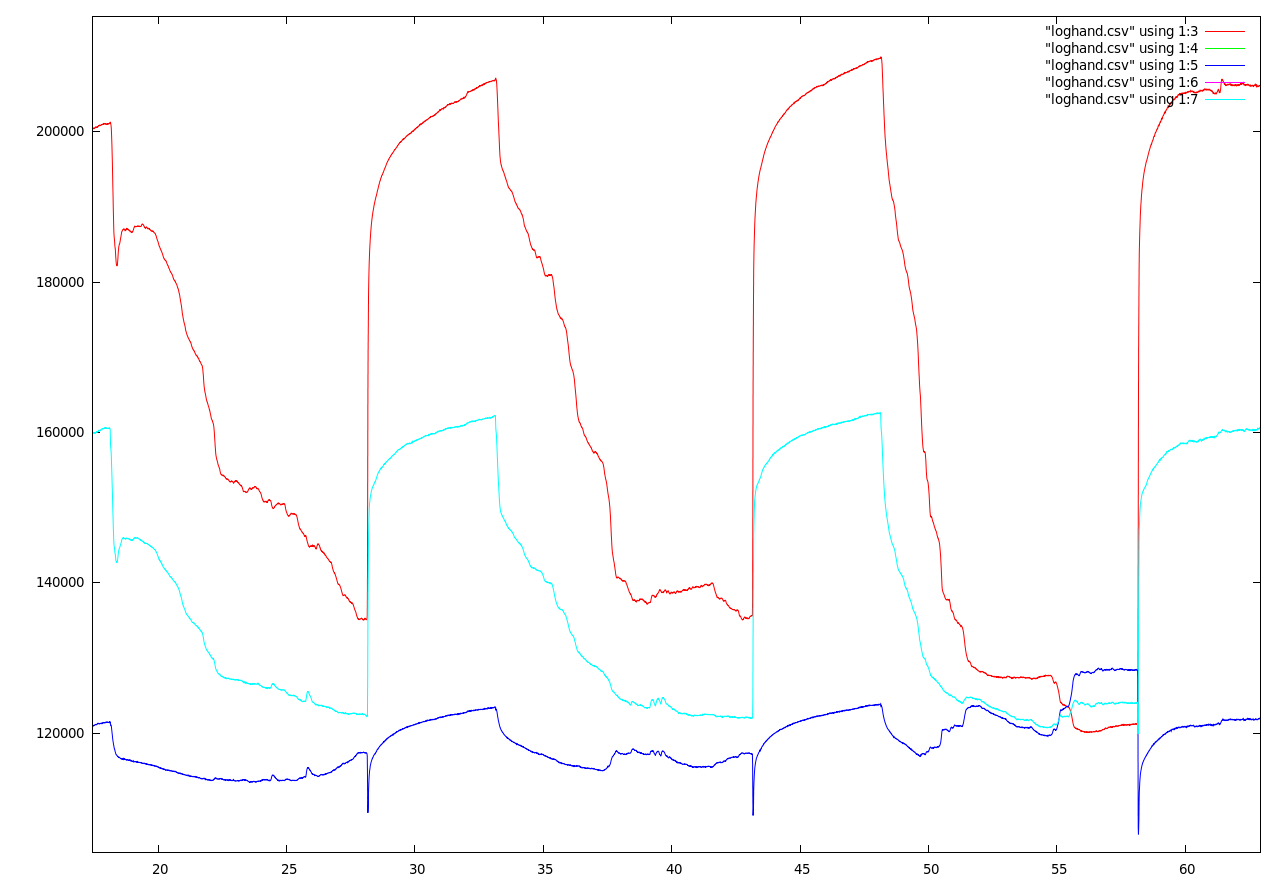 "loghand.csv" using 1:3
"loghand.csv" using 1:4
"loghand.csv" using 1:5
"loghand.csv" using 1:6
"loghand.csv" using 1:7
200000
180000
160000
140000
120000
20 25 30 35 40 45 50 55 60